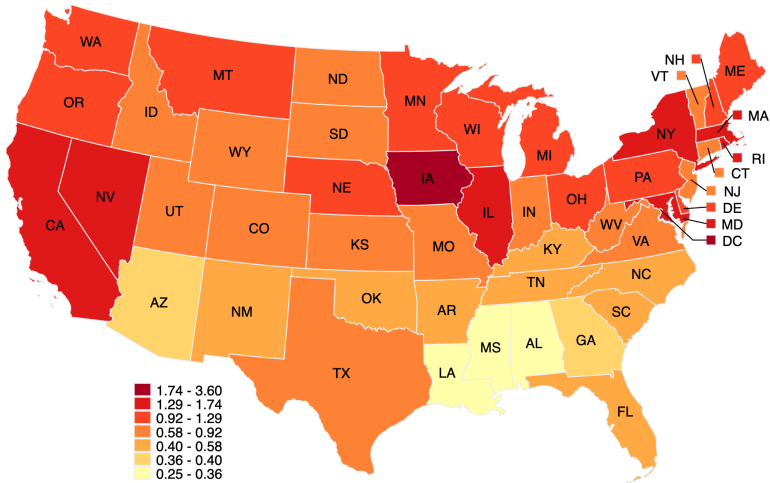 WA
MT
ND
MN
NH
VT
ME
OR
ID
SD
WI
MI
NY
MA
WY
IA
RI
CT
NE
PA
NJ
NV
IL
IN
OH
DE
CA
UT
CO
KS
MO
WV
VA
MD
DC
KY
AZ
NM
OK
AR
TN
NC
SC
MS
AL
GA
TX
LA
FL
1.74 - 3.60
1.29 - 1.74
0.92 - 1.29
0.58 - 0.92
0.40 - 0.58
0.36 - 0.40
0.25 - 0.36